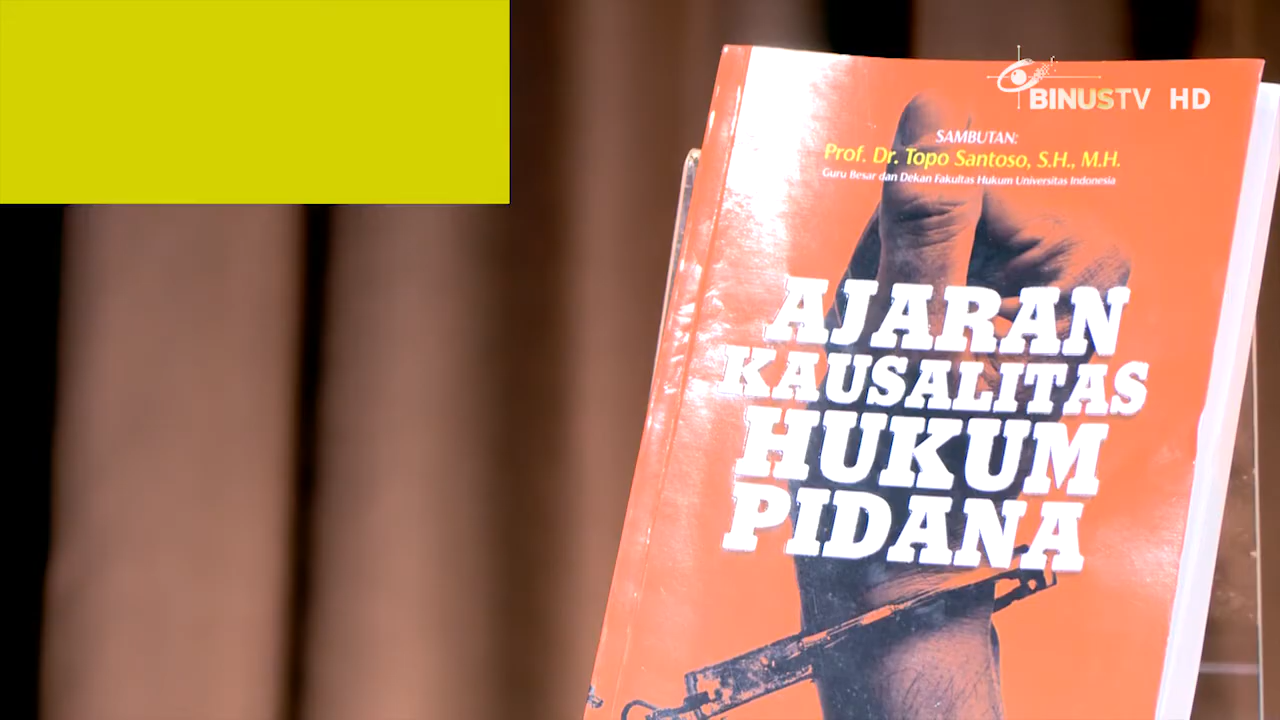 BINUSTV HD
SAMBUTAN:
Prof. Dr. Topo Santoso, S.H., M.H.
Guru Besar dan Dekan Fakultas Hukum Universitas Indonesia
AJARAN
KAUSALITAS
HUKUM
PIDANA